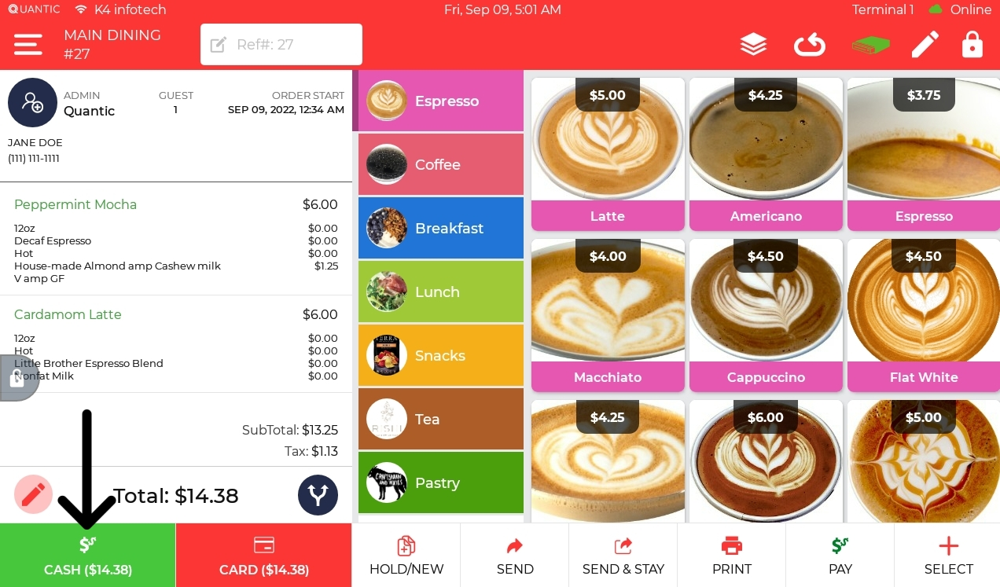 QUANTIC K4 infotech Fri, Sep 09, 5:01 AM Terminal 1 Online
MAIN DINING
#27
Ref#: 27
ADMIN
Quantic
GUEST
1
ORDER START
SEP 09, 2022, 12:34 AM
JANE DOE
(111) 111-1111
Peppermint Mocha $6.00
12oz $0.00
Decaf Espresso $0.00
Hot $0.00
House-made Almond amp Cashew milk $1.25
V amp GF
Cardamom Latte $6.00
12oz $0.00
Hot $0.00
Little Brother Espresso Blend $0.00
Nonfat Milk $0.00
SubTotal: $13.25
Tax: $1.13
Total: $14.38
CASH ($14.38)
CARD ($14.38)
Espresso
Coffee
Breakfast
Lunch
Snacks
Tea
Pastry
$5.00
Latte
$4.25
Americano
$3.75
Espresso
$4.00
Macchiato
$4.50
Cappuccino
$4.50
Flat White
$4.25
$6.00
$5.00
HOLD/NEW
SEND
SEND & STAY
PRINT
PAY
SELECT